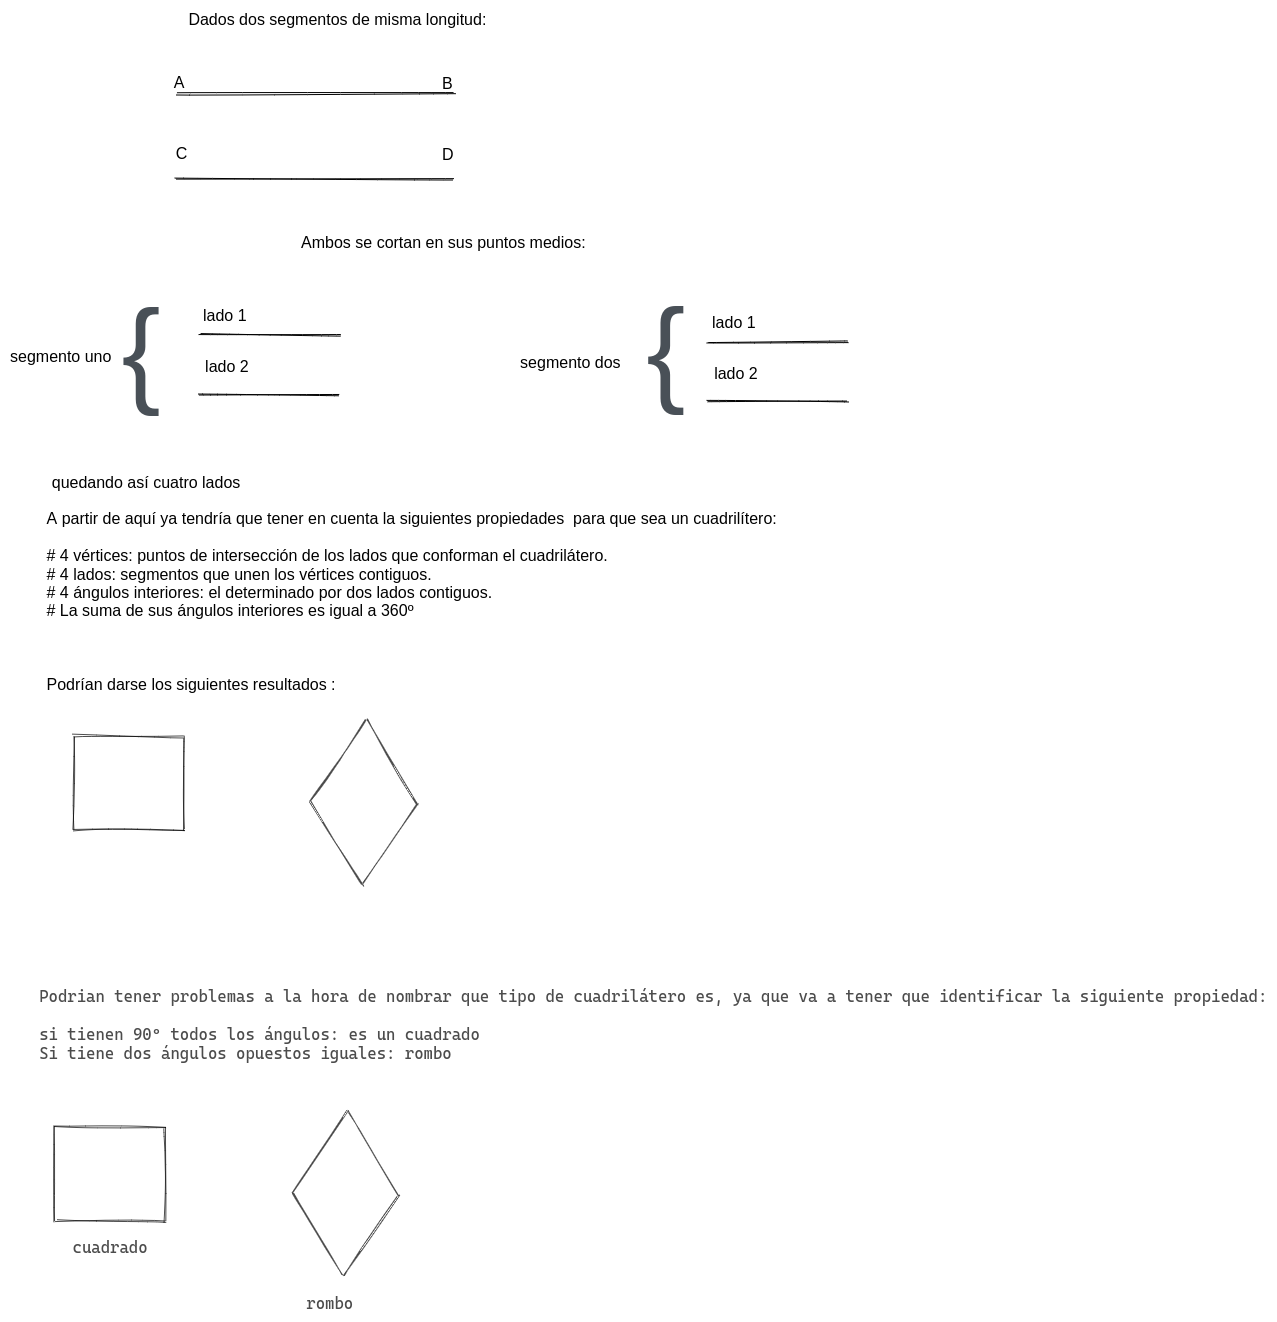 Dados dos segmentos de misma longitud:
A
B
C
D
Ambos se cortan en sus puntos medios:
segmento uno
{
lado 1
lado 2
segmento dos
{
lado 1
lado 2
quedando así cuatro lados
A partir de aquí ya tendría que tener en cuenta la siguientes propiedades  para que sea un cuadrilítero:
# 4 vértices: puntos de intersección de los lados que conforman el cuadrilátero.
# 4 lados: segmentos que unen los vértices contiguos.
# 4 ángulos interiores: el determinado por dos lados contiguos.
# La suma de sus ángulos interiores es igual a 360º
Podrían darse los siguientes resultados :
Podrian tener problemas a la hora de nombrar que tipo de cuadrilátero es, ya que va a tener que identificar la siguiente propiedad:
si tienen 90° todos los ángulos: es un cuadrado
Si tiene dos ángulos opuestos iguales: rombo
cuadrado
rombo